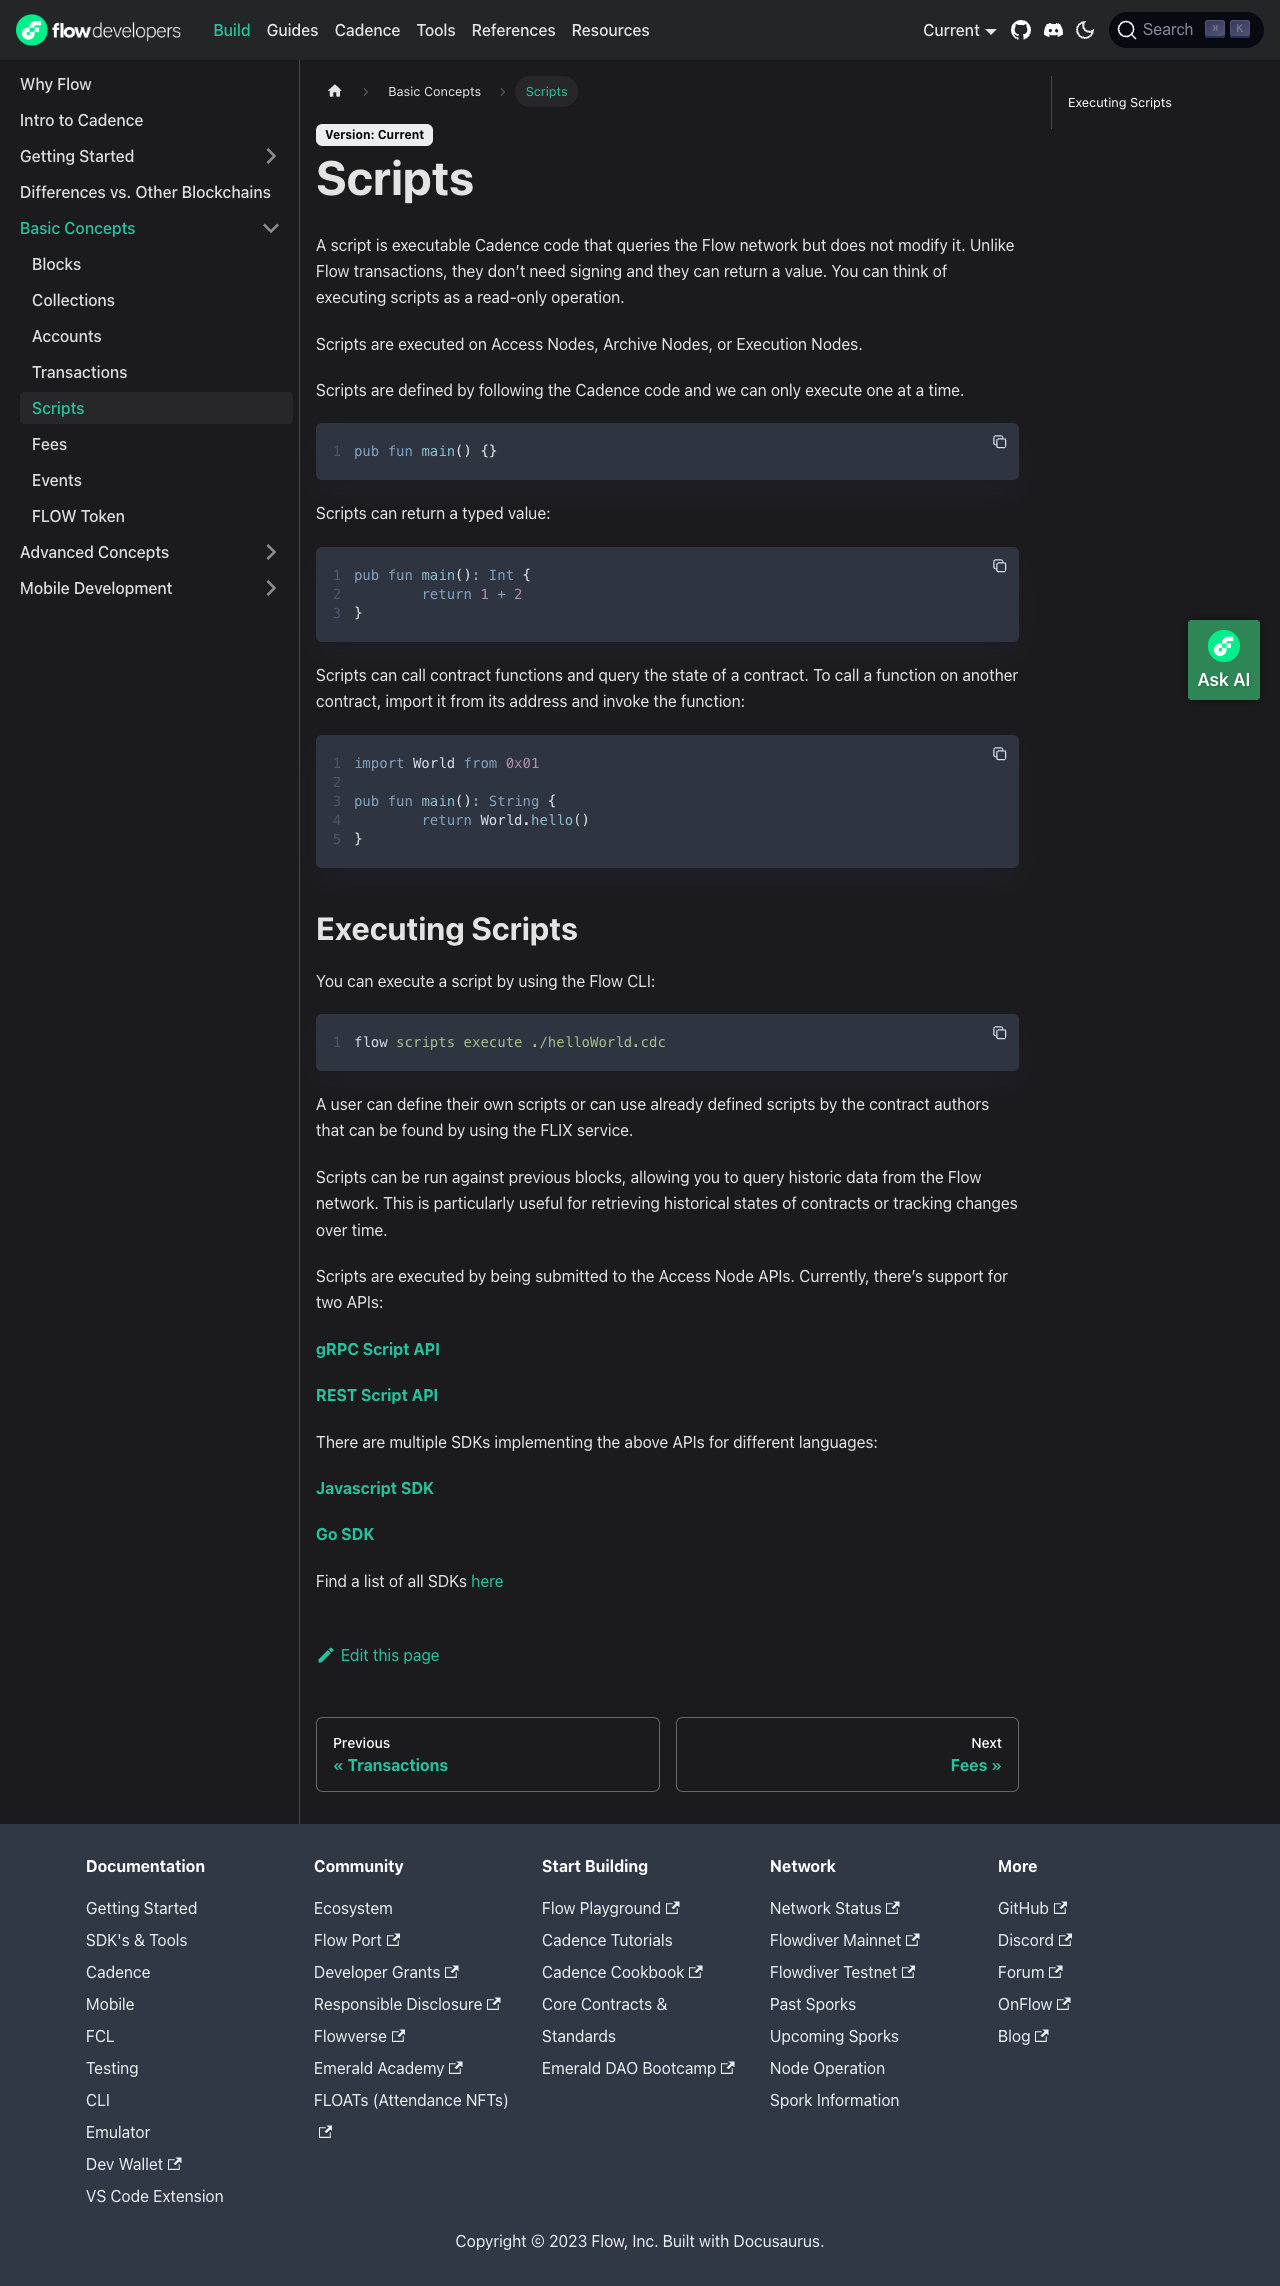 flowdevelopers
Build
Guides
Cadence
Tools
References
Resources
Current
Search
⌘
K
Why Flow
Intro to Cadence
Getting Started
Differences vs. Other Blockchains
Basic Concepts
Blocks
Collections
Accounts
Transactions
Scripts
Fees
Events
FLOW Token
Advanced Concepts
Mobile Development
Basic Concepts
Scripts
Version: Current
Scripts
A script is executable Cadence code that queries the Flow network but does not modify it. Unlike
Flow transactions, they don’t need signing and they can return a value. You can think of
executing scripts as a read-only operation.
Scripts are executed on Access Nodes, Archive Nodes, or Execution Nodes.
Scripts are defined by following the Cadence code and we can only execute one at a time.
1 pub fun main() {}
Scripts can return a typed value:
1 pub fun main(): Int {
2         return 1 + 2
3 }
Scripts can call contract functions and query the state of a contract. To call a function on another
contract, import it from its address and invoke the function:
1 import World from 0x01
2
3 pub fun main(): String {
4         return World.hello()
5 }
Executing Scripts
You can execute a script by using the Flow CLI:
1 flow scripts execute ./helloWorld.cdc
A user can define their own scripts or can use already defined scripts by the contract authors
that can be found by using the FLIX service.
Scripts can be run against previous blocks, allowing you to query historic data from the Flow
network. This is particularly useful for retrieving historical states of contracts or tracking changes
over time.
Scripts are executed by being submitted to the Access Node APIs. Currently, there’s support for
two APIs:
gRPC Script API
REST Script API
There are multiple SDKs implementing the above APIs for different languages:
Javascript SDK
Go SDK
Find a list of all SDKs here
Edit this page
Previous
« Transactions
Next
Fees »
Executing Scripts
Ask AI
Documentation
Getting Started
SDK's & Tools
Cadence
Mobile
FCL
Testing
CLI
Emulator
Dev Wallet
VS Code Extension
Community
Ecosystem
Flow Port
Developer Grants
Responsible Disclosure
Flowverse
Emerald Academy
FLOATs (Attendance NFTs)
Start Building
Flow Playground
Cadence Tutorials
Cadence Cookbook
Core Contracts &
Standards
Emerald DAO Bootcamp
Network
Network Status
Flowdiver Mainnet
Flowdiver Testnet
Past Sporks
Upcoming Sporks
Node Operation
Spork Information
More
GitHub
Discord
Forum
OnFlow
Blog
Copyright © 2023 Flow, Inc. Built with Docusaurus.